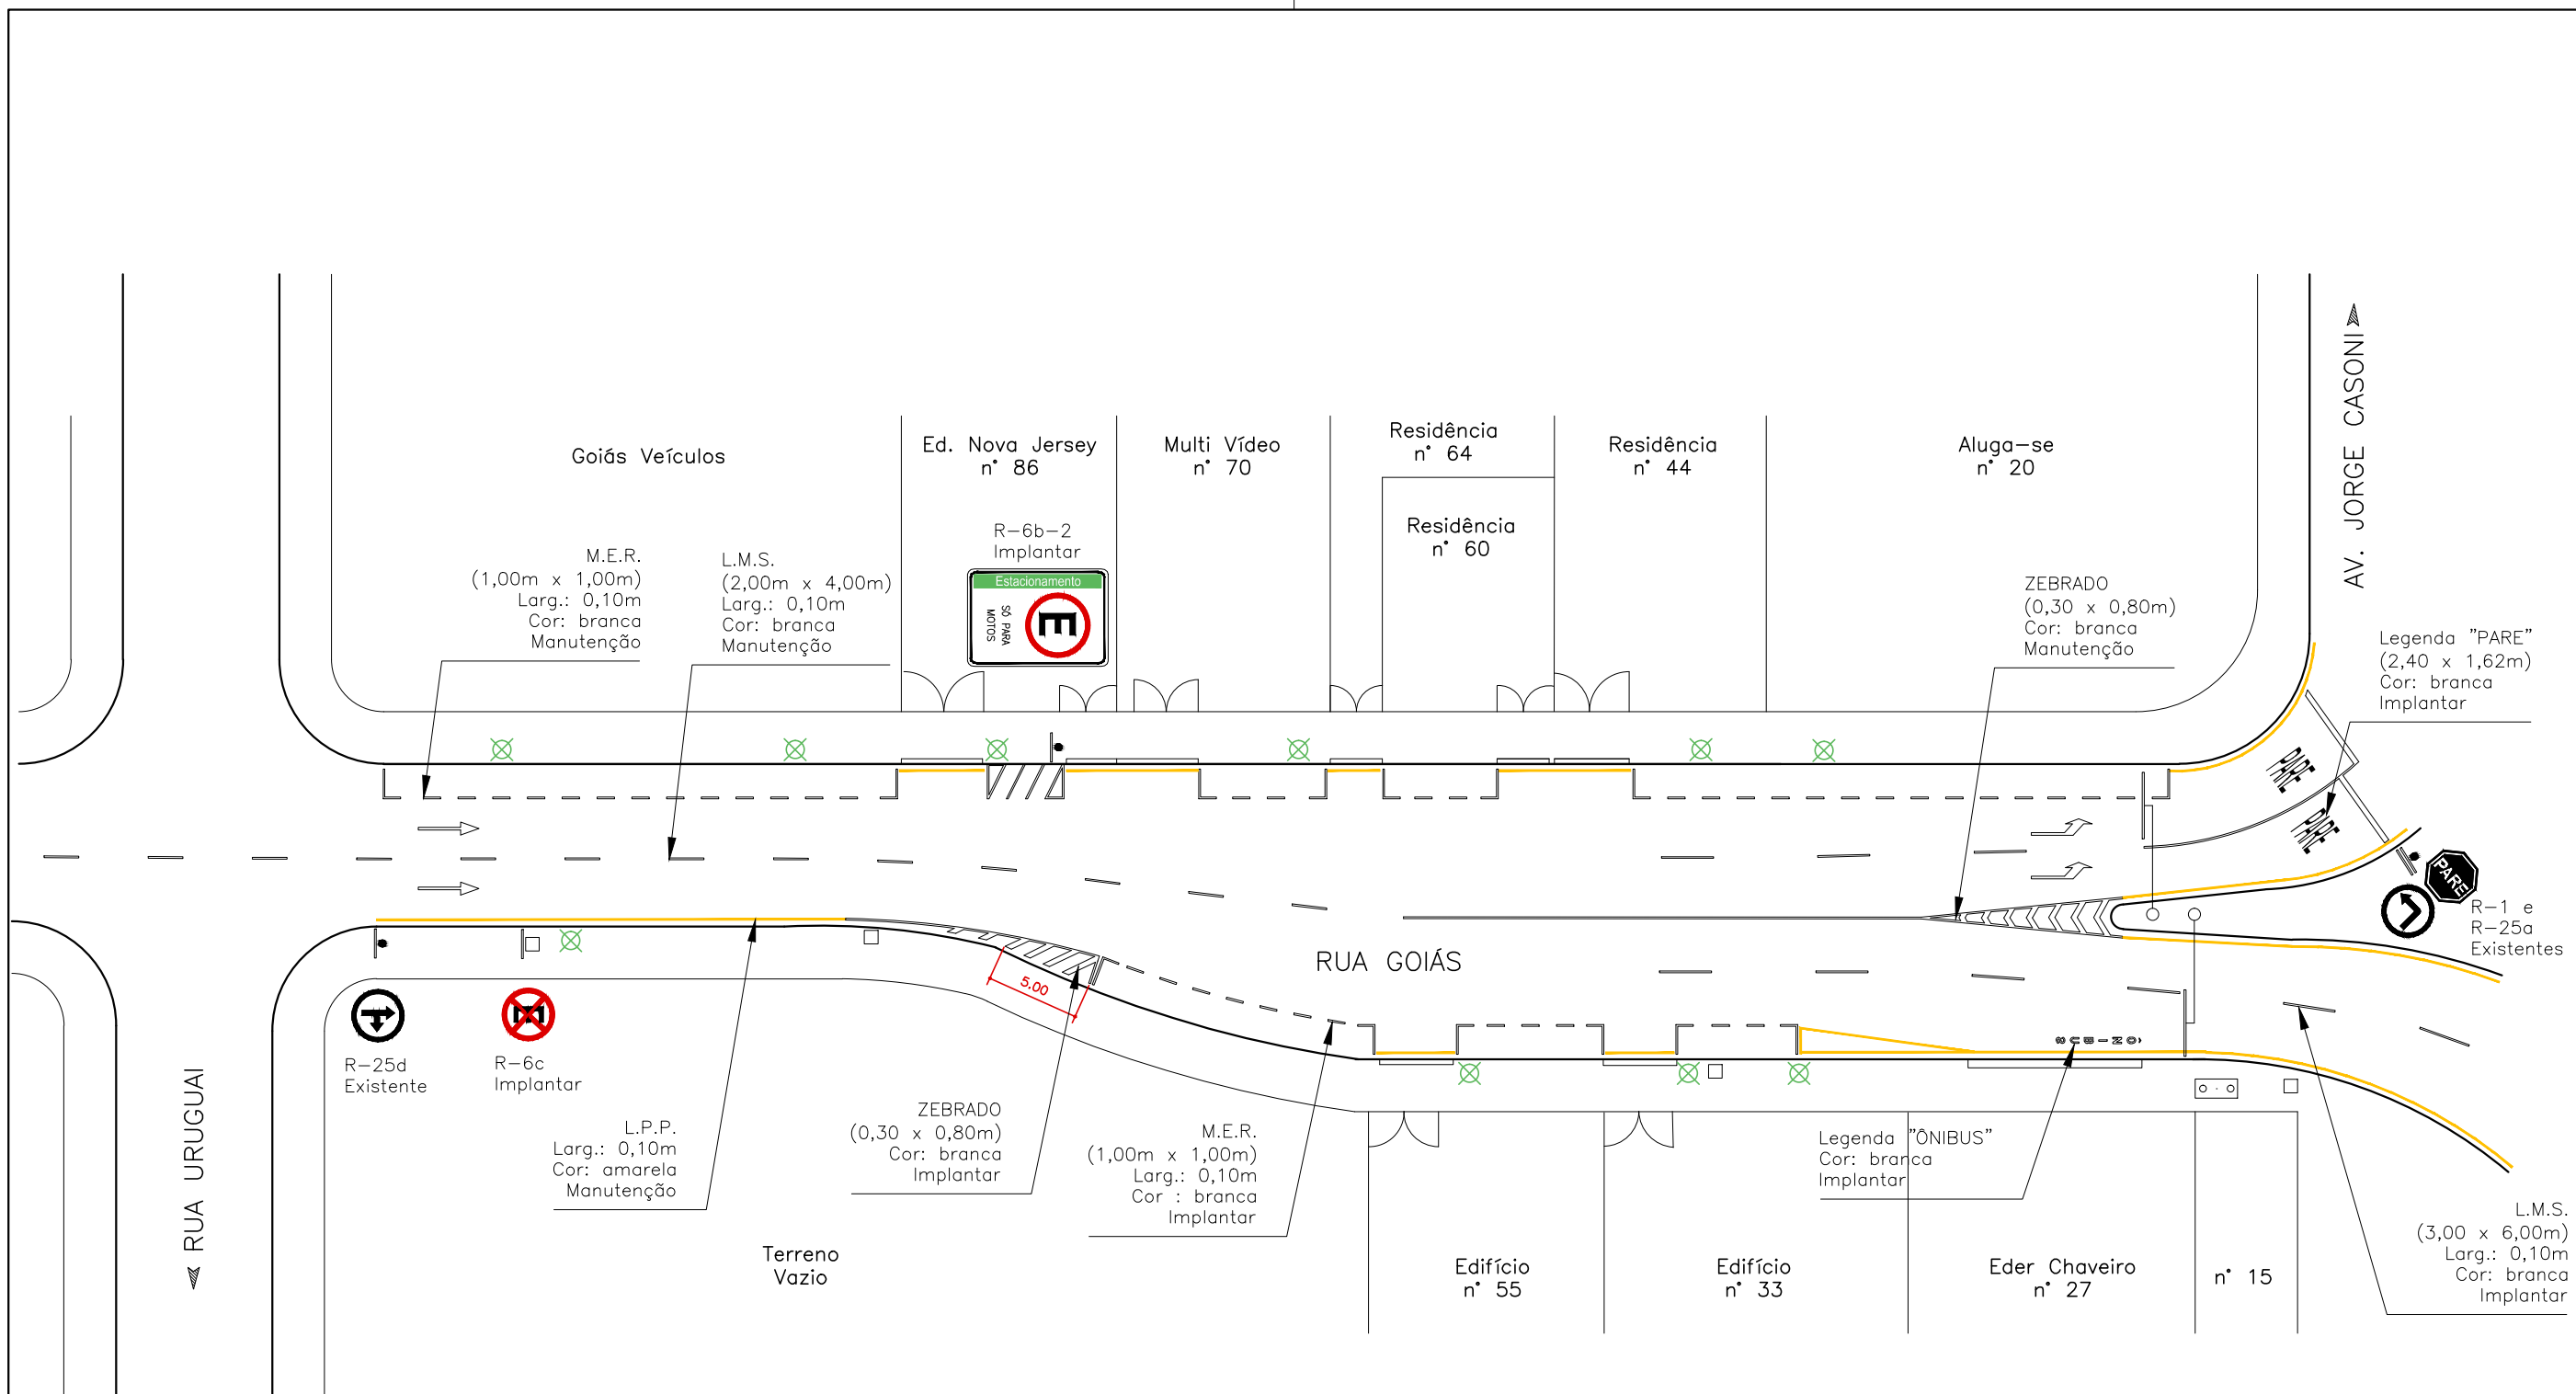 Goiás Veículos
Ed. Nova Jersey
n° 86
Multi Vídeo
n° 70
Residência
n° 64
Residência
n° 60
Residência
n° 44
Aluga-se
n° 20
AV. JORGE CASONI
R-6b-2
Implantar
Estacionamento
E
SÓ PARA
MOTOS
M.E.R.
(1,00m x 1,00m)
Larg.: 0,10m
Cor: branca
Manutenção
L.M.S.
(2,00m x 4,00m)
Larg.: 0,10m
Cor: branca
Manutenção
ZEBRADO
(0,30 x 0,80m)
Cor: branca
Manutenção
Legenda "PARE"
(2,40 x 1,62m)
Cor: branca
Implantar
PARE
PARE
PARE
R-1 e
R-25a
Existentes
RUA GOIÁS
5.00
E
R-25d
Existente
R-6c
Implantar
RUA URUGUAI
L.P.P.
Larg.: 0,10m
Cor: amarela
Manutenção
ZEBRADO
(0,30 x 0,80m)
Cor: branca
Implantar
M.E.R.
(1,00m x 1,00m)
Larg.: 0,10m
Cor : branca
Implantar
ÔNIBUS
Legenda "ÔNIBUS"
Cor: branca
Implantar
L.M.S.
(3,00 x 6,00m)
Larg.: 0,10m
Cor: branca
Implantar
Terreno
Vazio
Edifício
n° 55
Edifício
n° 33
Eder Chaveiro
n° 27
n° 15